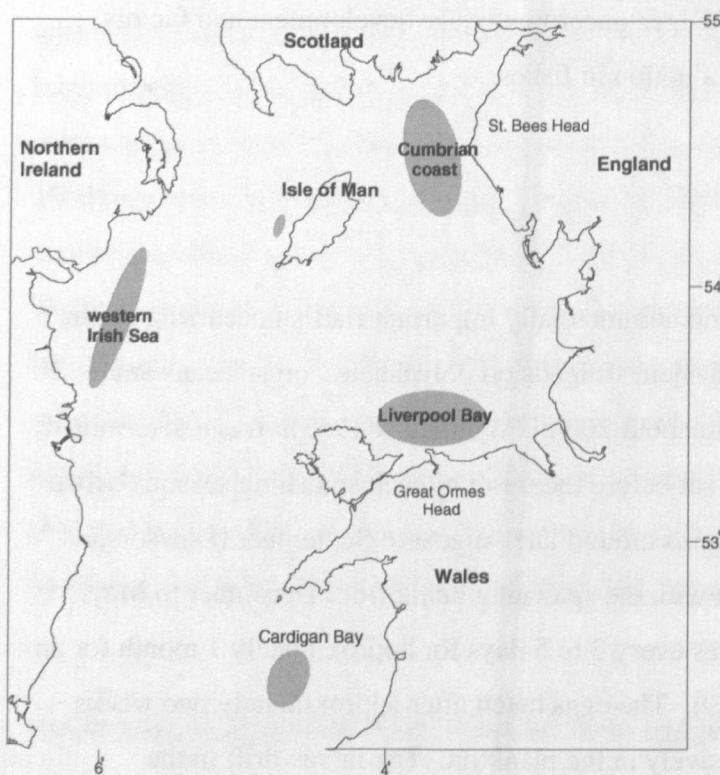 Scotland
55
St. Bees Head
Northern
Ireland
Cumbrian
coast
England
Isle of Man
54
western
Irish Sea
Liverpool Bay
Great Ormes
Head
53°
Wales
Cardigan Bay
6°
4°